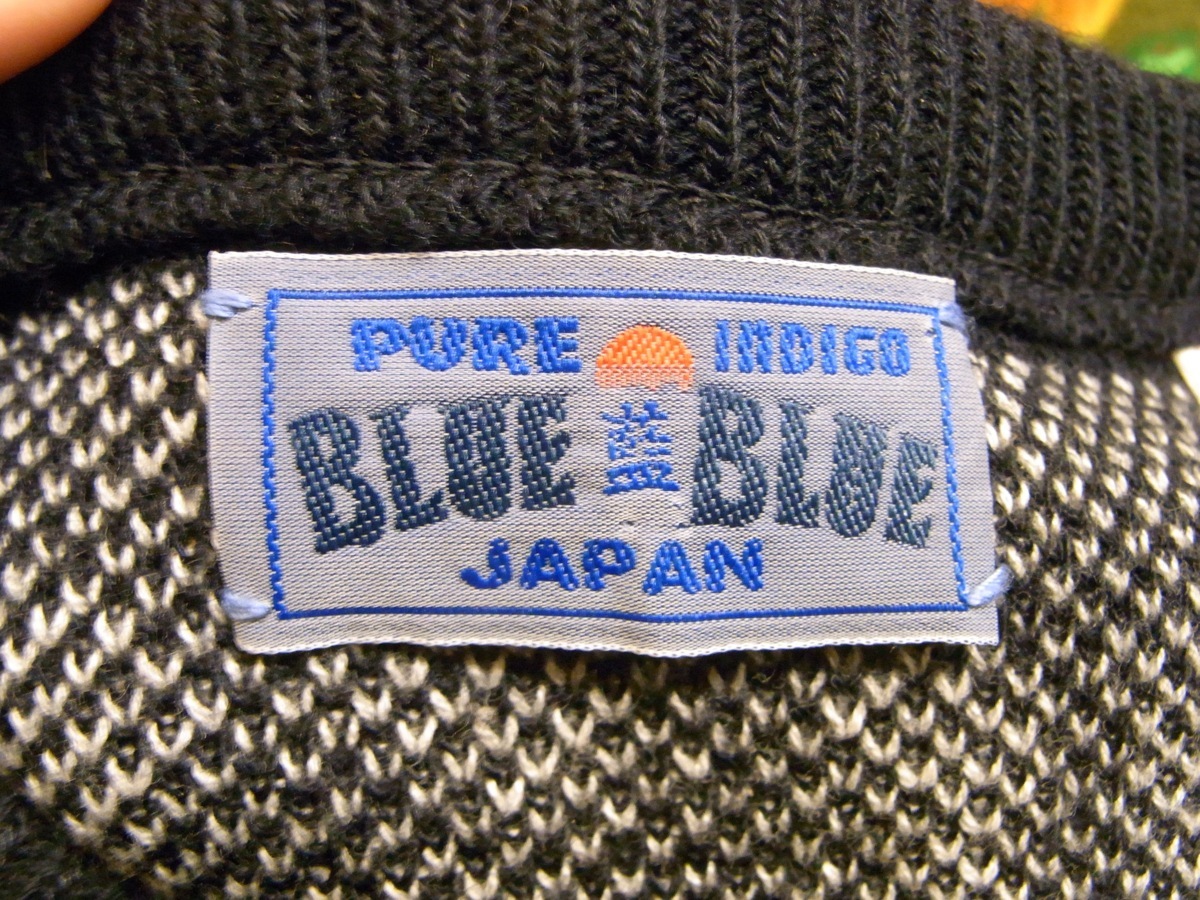 PURE INDIGO
BLUE 藍 BLUE
JAPAN